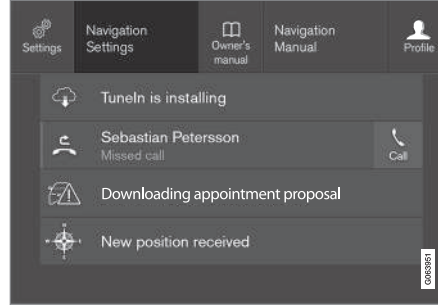 Settings
Navigation
Settings
Owner's
manual
Navigation
Manual
Profile
TuneIn is installing
Sebastian Petersson
Missed call
Call
Downloading appointment proposal
New position received
G063951